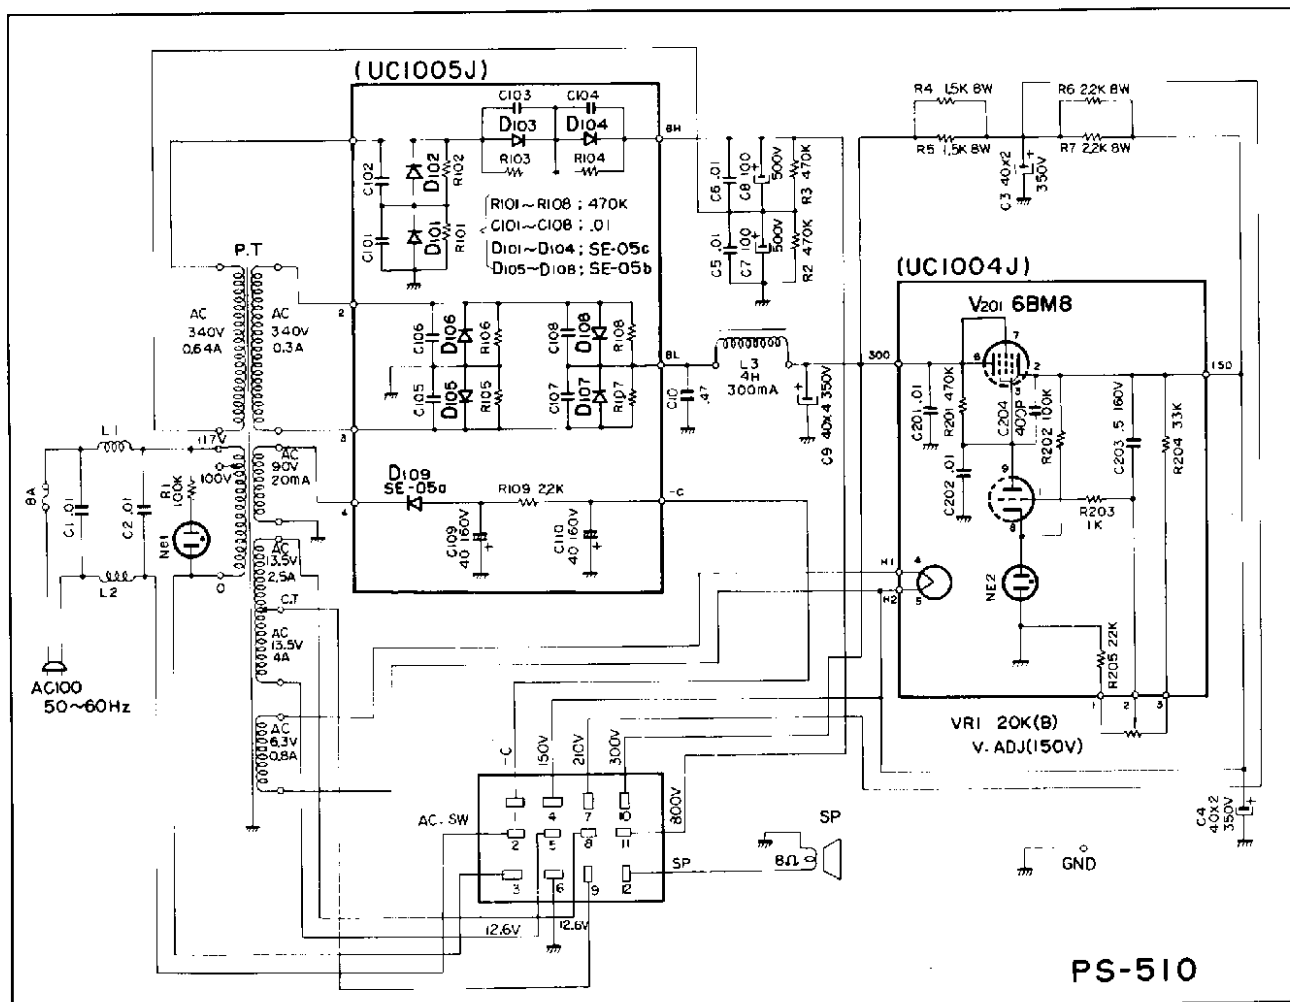 (UC1005J)
C103
C104
D103
D104
R103
R104
8H
C102
D102
R102
C101
D101
R101
R101~R108 ; 470K
C101~C108 ; .01
D101~D104; SE-05c
D105~D108; SE-05b
C6 .01
C8 100
500V
R3 470K
C5 .01
C7 100
500V
R2 470K
R4 1.5K 8W
R5 1.5K 8W
R6 2.2K 8W
R7 2.2K 8W
C3 40X2
350V
P.T
AC
340V
0.64A
AC
340V
0.3A
2
C106
D106
R106
C108
D108
R108
C105
D105
R105
C107
D107
R107
3
8L
C10
.47
L3
4H
300mA
C9 40X4 350V
300
(UC1004J)
V201 6BM8
7
6
2
C201 .01
R201 470K
C204
400P
R202 100K
C203 .5 160V
R204 33K
C202 .01
9
1
8
R203
1K
NE2
R205 22K
150
H1
4
H2
5
1
2
3
VR1 20K(B)
V. ADJ(150V)
L1
117V
100V
AC
90V
20mA
8A
C1 .01
C2 .01
R1
100K
NE1
L2
0
4
D109
SE-05a
R109 2.2K
-C
C109
40 160V
C110
40 160V
AC
13.5V
2.5A
C.T
AC
13.5V
4A
AC
6.3V
0.8A
AC100
50~60Hz
-C
150V
210V
300V
800V
AC. SW
1
4
7
10
2
5
8
11
3
6
9
12
SP
SP
8Ω
12.6V
12.6V
C4
40X2
350V
GND
PS-510